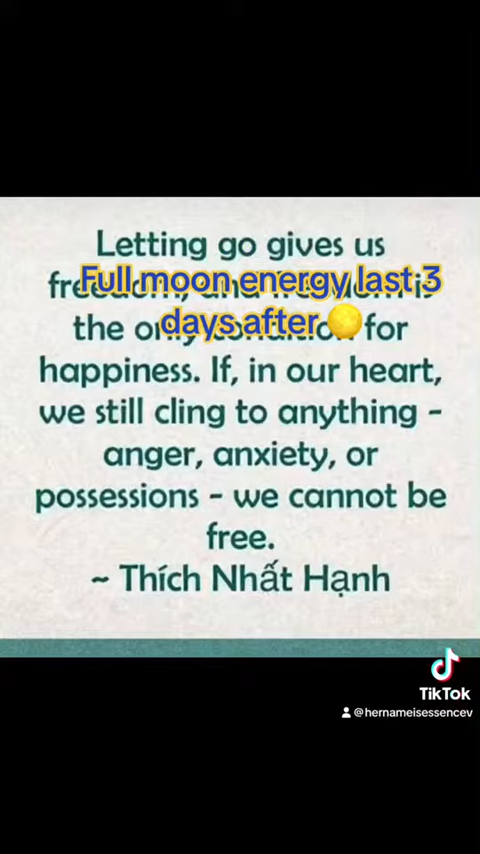 Letting go gives us
Full moon energy last 3
days after 🌕
the for
happiness. If, in our heart,
we still cling to anything -
anger, anxiety, or
possessions - we cannot be
free.
~ Thích Nhất Hạnh
TikTok
@hernameisessencev